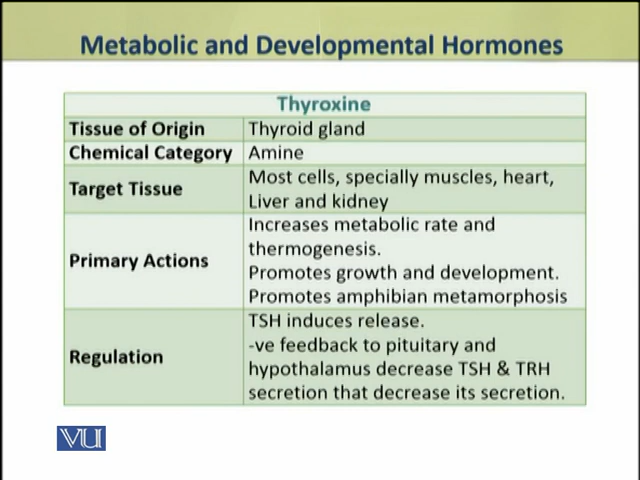 Metabolic and Developmental Hormones
Thyroxine
Tissue of Origin Thyroid gland
Chemical Category Amine
Target Tissue Most cells, specially muscles, heart,
Liver and kidney
Primary Actions Increases metabolic rate and
thermogenesis.
Promotes growth and development.
Promotes amphibian metamorphosis
Regulation TSH induces release.
-ve feedback to pituitary and
hypothalamus decrease TSH & TRH
secretion that decrease its secretion.
VU